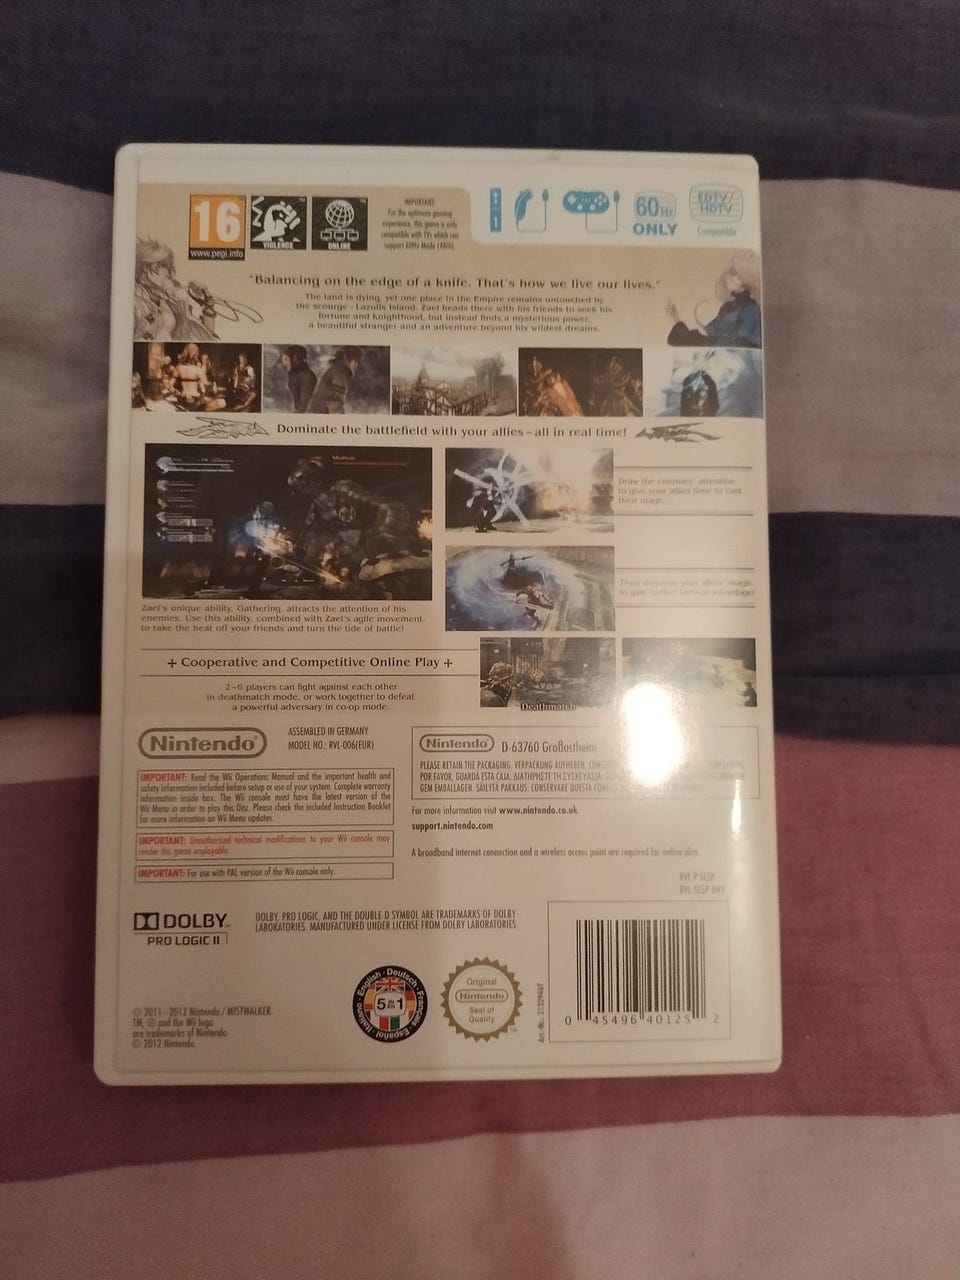 16
www.pegi.info
VIOLENCE
ONLINE
IMPORTANT
For the optimum gaming
experience, this game is only
compatible with TVs which can
support 60Hz Mode (480i).
60Hz
ONLY
EDTV/
HDTV
Compatible
"Balancing on the edge of a knife. That's how we live our lives."
The land is dying, yet one place in the Empire remains untouched by
the scourge – Lazulis Island. Zael heads there with his friends to seek his
fortune and knighthood, but instead finds a mysterious power,
a beautiful stranger and an adventure beyond his wildest dreams.
Dominate the battlefield with your allies – all in real time!
Draw the enemies' attention
to give your allies time to cast
their magic...
Then disperse your allies' magic
to gain further tactical advantage!
Zael's unique ability, Gathering, attracts the attention of his
enemies. Use this ability, combined with Zael's agile movement,
to take the heat off your friends and turn the tide of battle!
+ Cooperative and Competitive Online Play +
2–6 players can fight against each other
in deathmatch mode, or work together to defeat
a powerful adversary in co-op mode.
Deathmatch
Nintendo®
ASSEMBLED IN GERMANY
MODEL NO.: RVL-006(EUR)
Nintendo® D-63760 Großostheim
PLEASE RETAIN THE PACKAGING. VERPACKUNG AUFHEBEN.
POR FAVOR, GUARDA ESTA CAJA. ΔΙΑΤΗΡΗΣΤΕ ΤΗ ΣΥΣΚΕΥΑΣΙΑ.
GEM EMBALLAGEN. SÄILYTÄ PAKKAUS. CONSERVARE QUESTA
IMPORTANT: Read the Wii Operations Manual and the important health and
safety information included before setup or use of your system. Complete warranty
information inside box. The Wii console must have the latest version of the
Wii Menu in order to play this Disc. Please check the included Instruction Booklet
for more information on Wii Menu updates.
For more information visit www.nintendo.co.uk
support.nintendo.com
IMPORTANT: Unauthorised technical modifications to your Wii console may
render this game unplayable.
A broadband internet connection and a wireless access point are required for online play.
IMPORTANT: For use with PAL version of the Wii console only.
RVL P SLSP
RVL-SLSP-UKV
DOLBY
PRO LOGIC II
DOLBY, PRO LOGIC, AND THE DOUBLE-D SYMBOL ARE TRADEMARKS OF DOLBY
LABORATORIES. MANUFACTURED UNDER LICENSE FROM DOLBY LABORATORIES.
English · Deutsch · Français · Español · Italiano
5 IN 1
Original
Nintendo
Seal of
Quality
0 45496 40125 2
© 2011 - 2012 Nintendo / MISTWALKER
TM, ® and the Wii logo
are trademarks of Nintendo.
© 2012 Nintendo.